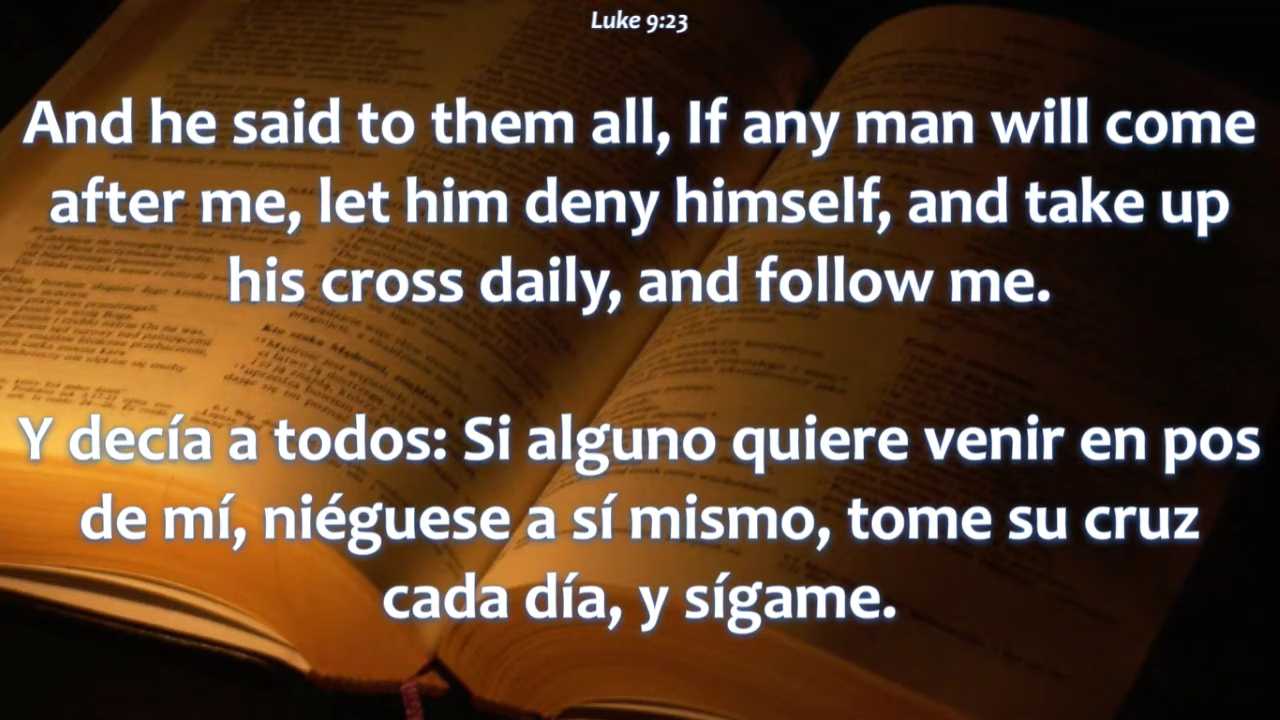 Luke 9:23
And he said to them all, If any man will come
after me, let him deny himself, and take up
his cross daily, and follow me.
Y decía a todos: Si alguno quiere venir en pos
de mí, niéguese a sí mismo, tome su cruz
cada día, y sígame.